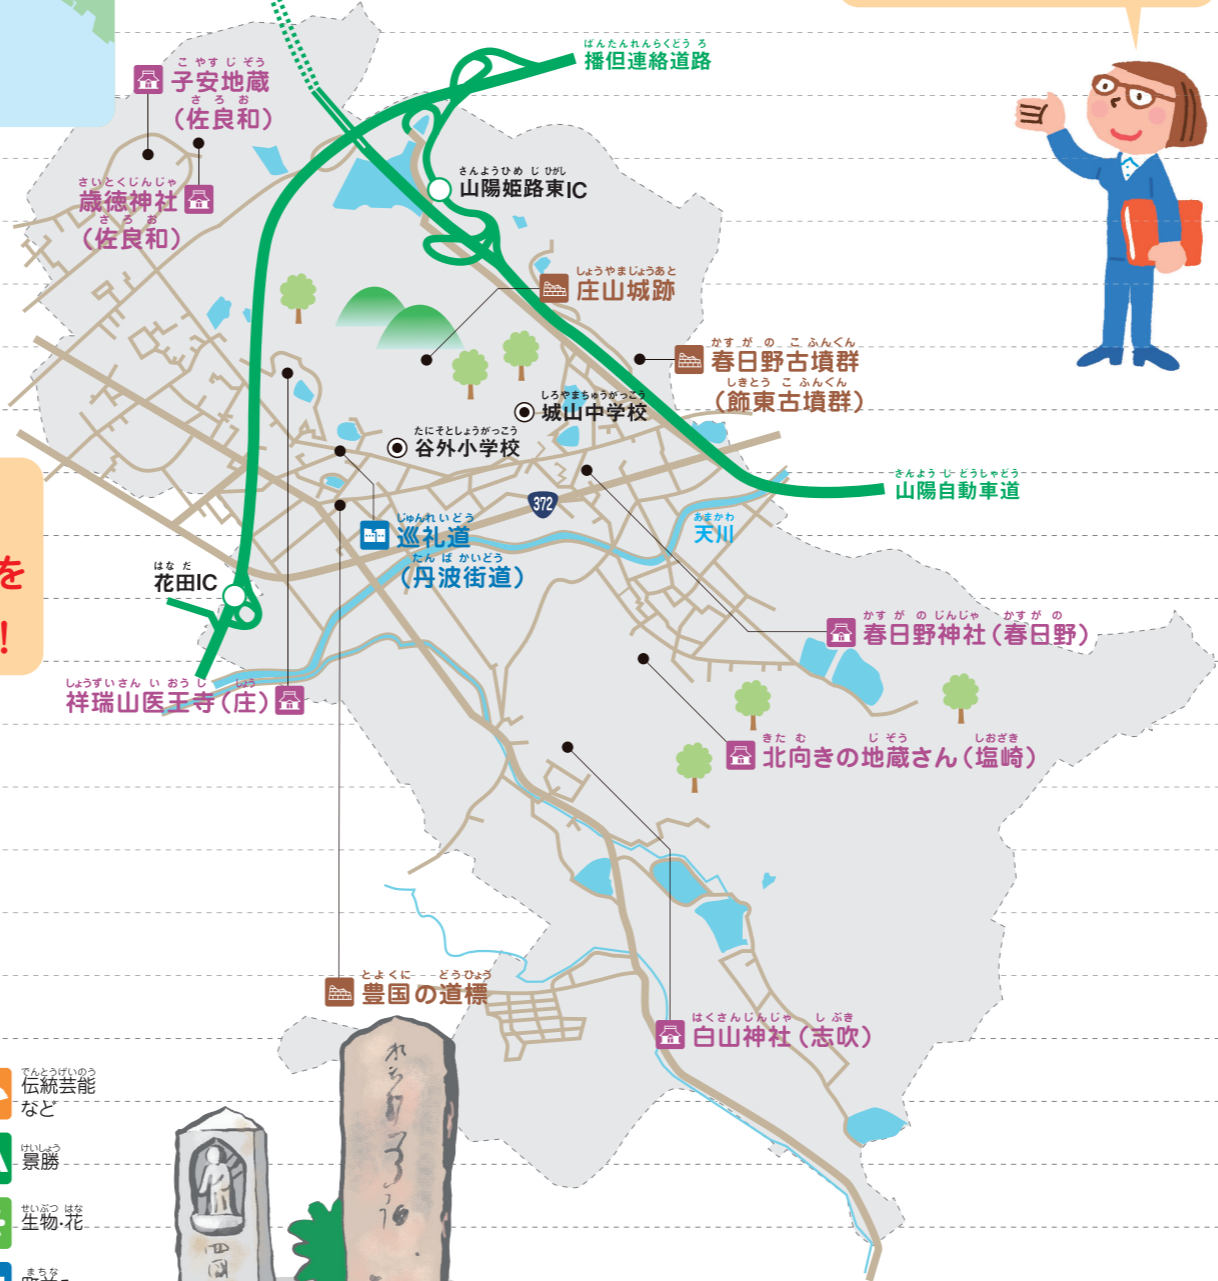 ばんたんれんらくどうろ
播但連絡道路
こやすじぞう
子安地蔵
さろお
（佐良和）
さんようひめじひがし
山陽姫路東IC
さいとくじんじゃ
歳徳神社
さろお
（佐良和）
しょうやまじょうあと
庄山城跡
かすがのこふんくん
春日野古墳群
しきとうこふんくん
（飾東古墳群）
しろやまちゅうがっこう
城山中学校
たにそとしょうがっこう
谷外小学校
さんようじどうしゃどう
山陽自動車道
372
あまかわ
天川
じゅんれいどう
巡礼道
たんばかいどう
（丹波街道）
を
！
はなだ
花田IC
かすがのじんじゃ かすがの
春日野神社（春日野）
しょうずいさんいおうじ しょう
祥瑞山医王寺（庄）
きたむ じぞう しおざき
北向きの地蔵さん（塩崎）
とよくに どうひょう
豊国の道標
はくさんじんじゃ しぶき
白山神社（志吹）
でんとうげいのう
伝統芸能
など
けいしょう
景勝
せいぶつ はな
生物・花
まちな
四国